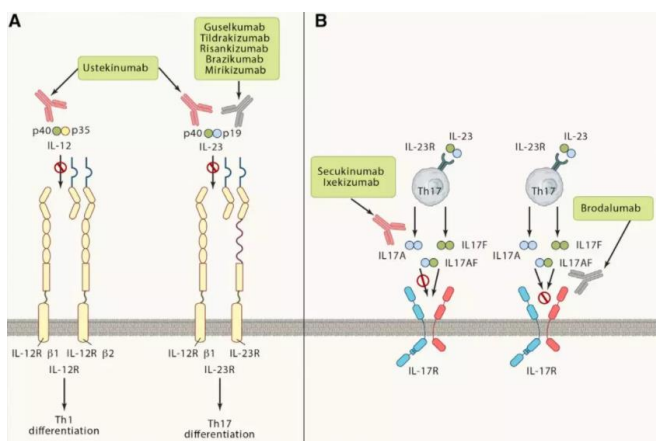 A
Guselkumab
Tildrakizumab
Risankizumab
Brazikumab
Mirikizumab
Ustekinumab
p40 p35
IL-12
p40 p19
IL-23
IL-12R β1 IL-12R β2
IL-12R
Th1
differentiation
IL-12R β1 IL-23R
IL-23R
Th17
differentiation
B
IL-23
IL-23R
Th17
Secukinumab
Ixekizumab
IL17A
IL17F
IL17AF
IL-17R
IL-23
IL-23R
Th17
Brodalumab
IL17A
IL17F
IL17AF
IL-17R